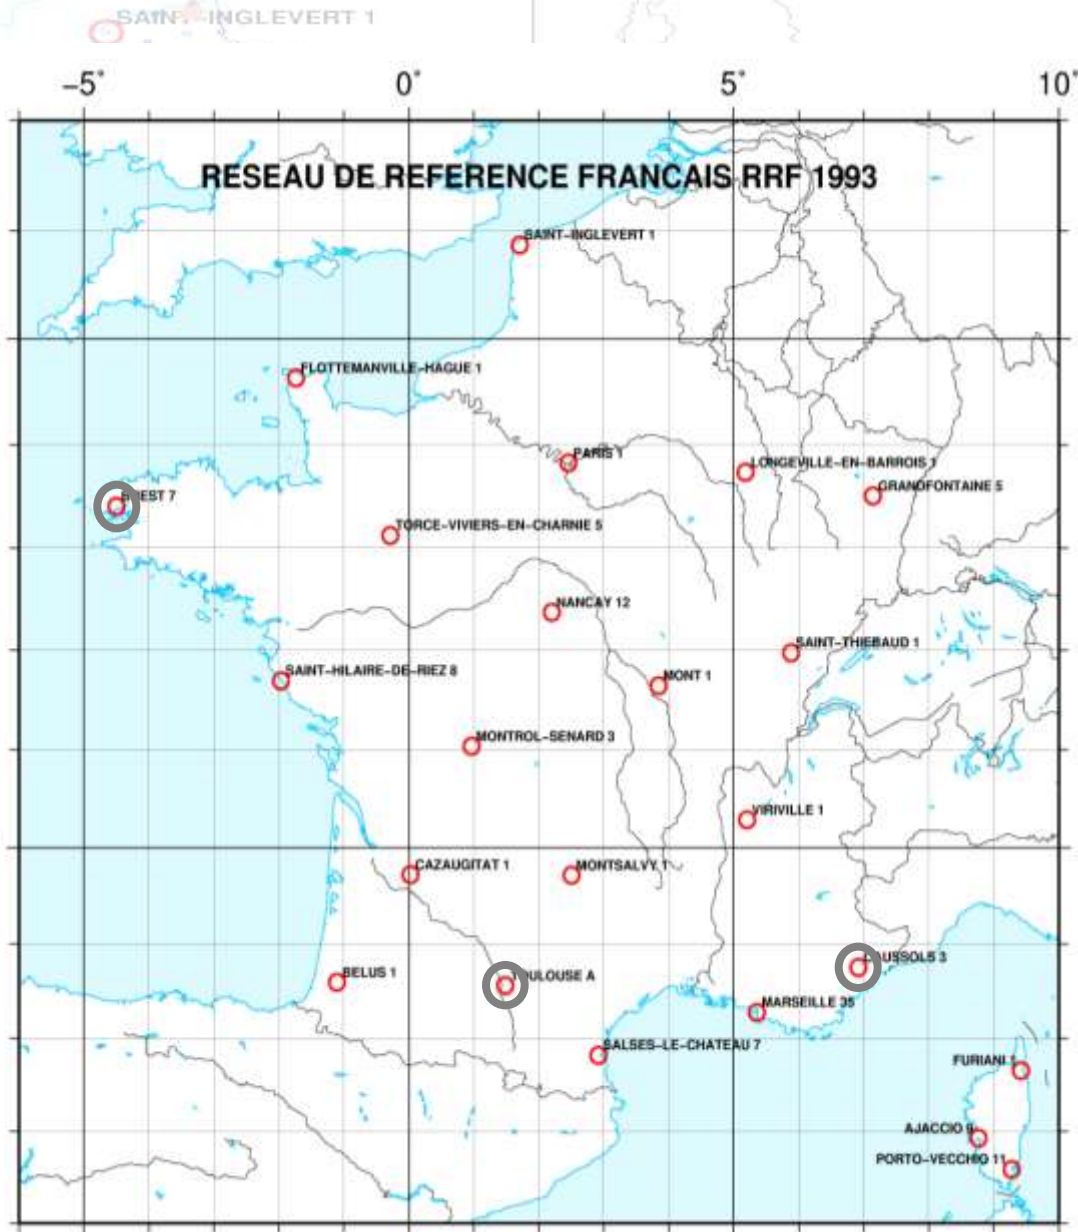 SAINT-INGLEVERT 1
-5° 0° 5° 10°
RESEAU DE REFERENCE FRANCAIS RRF 1993
SAINT-INGLEVERT 1
FLOTTEMANVILLE-HAGUE 1
PARIS 1
LONGEVILLE-EN-BARROIS 1
GRANDFONTAINE 5
BREST 7
TORCE-VIVIERS-EN-CHARNIE 5
NANCAY 12
SAINT-THIEBAUD 1
SAINT-HILAIRE-DE-RIEZ 8
MONT 1
MONTROL-SENARD 3
VIRIVILLE 1
CAZAUGITAT 1
MONTSALVY 1
CAUSSOLS 3
BELUS 1
TOULOUSE A
MARSEILLE 35
SALSES-LE-CHATEAU 7
FURIANI 1
AJACCIO 9
PORTO-VECCHIO 11